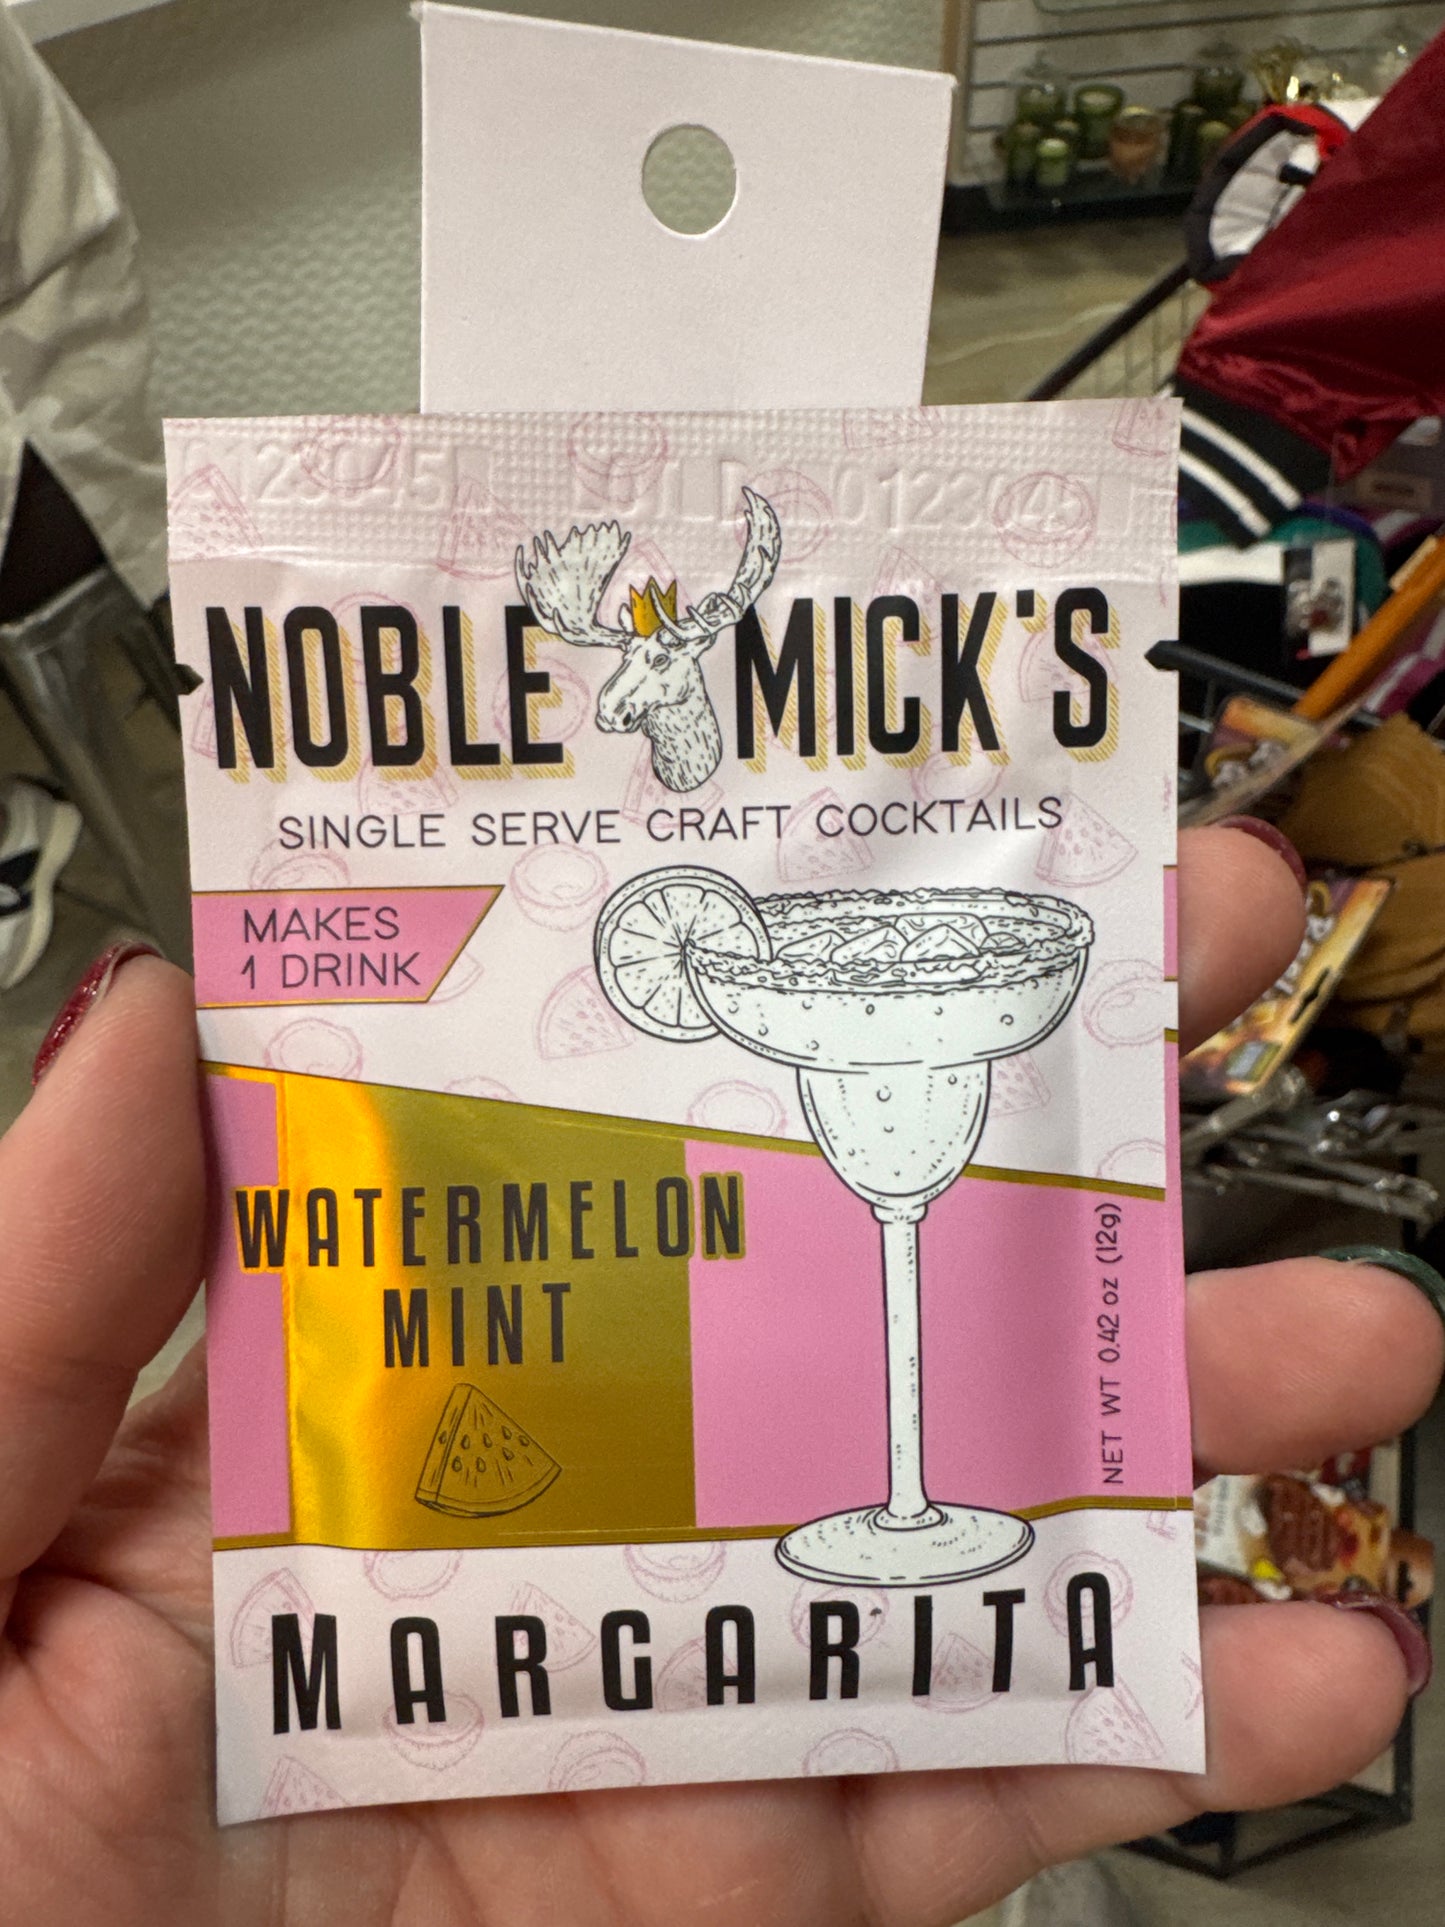 NOBLE MICK'S
SINGLE SERVE CRAFT COCKTAILS
MAKES
1 DRINK
WATERMELON
MINT
NET WT 0.42 oz (12g)
MARGARITA